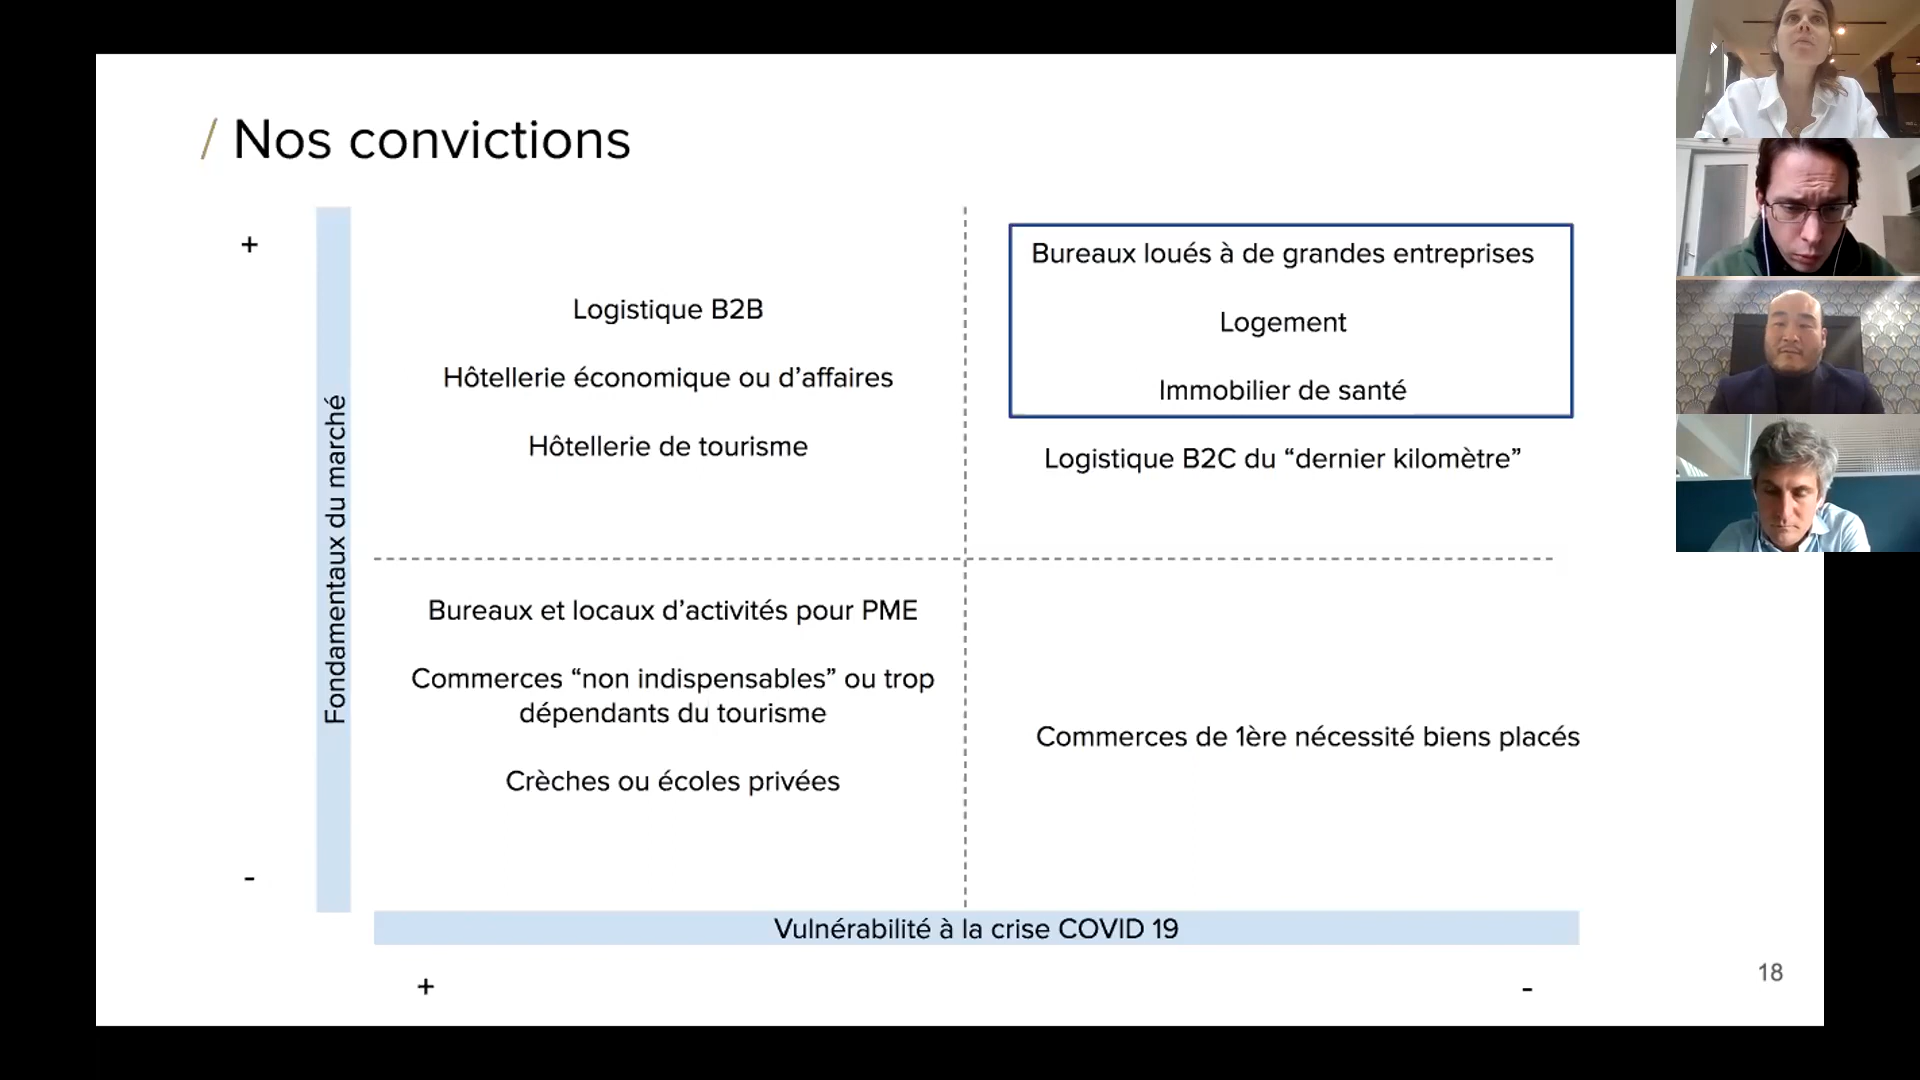 / Nos convictions
+
Fondamentaux du marché
-
Logistique B2B
Hôtellerie économique ou d’affaires
Hôtellerie de tourisme
Bureaux loués à de grandes entreprises
Logement
Immobilier de santé
Logistique B2C du “dernier kilomètre”
Bureaux et locaux d’activités pour PME
Commerces “non indispensables” ou trop
dépendants du tourisme
Crèches ou écoles privées
Commerces de 1ère nécessité biens placés
Vulnérabilité à la crise COVID 19
+
-
18